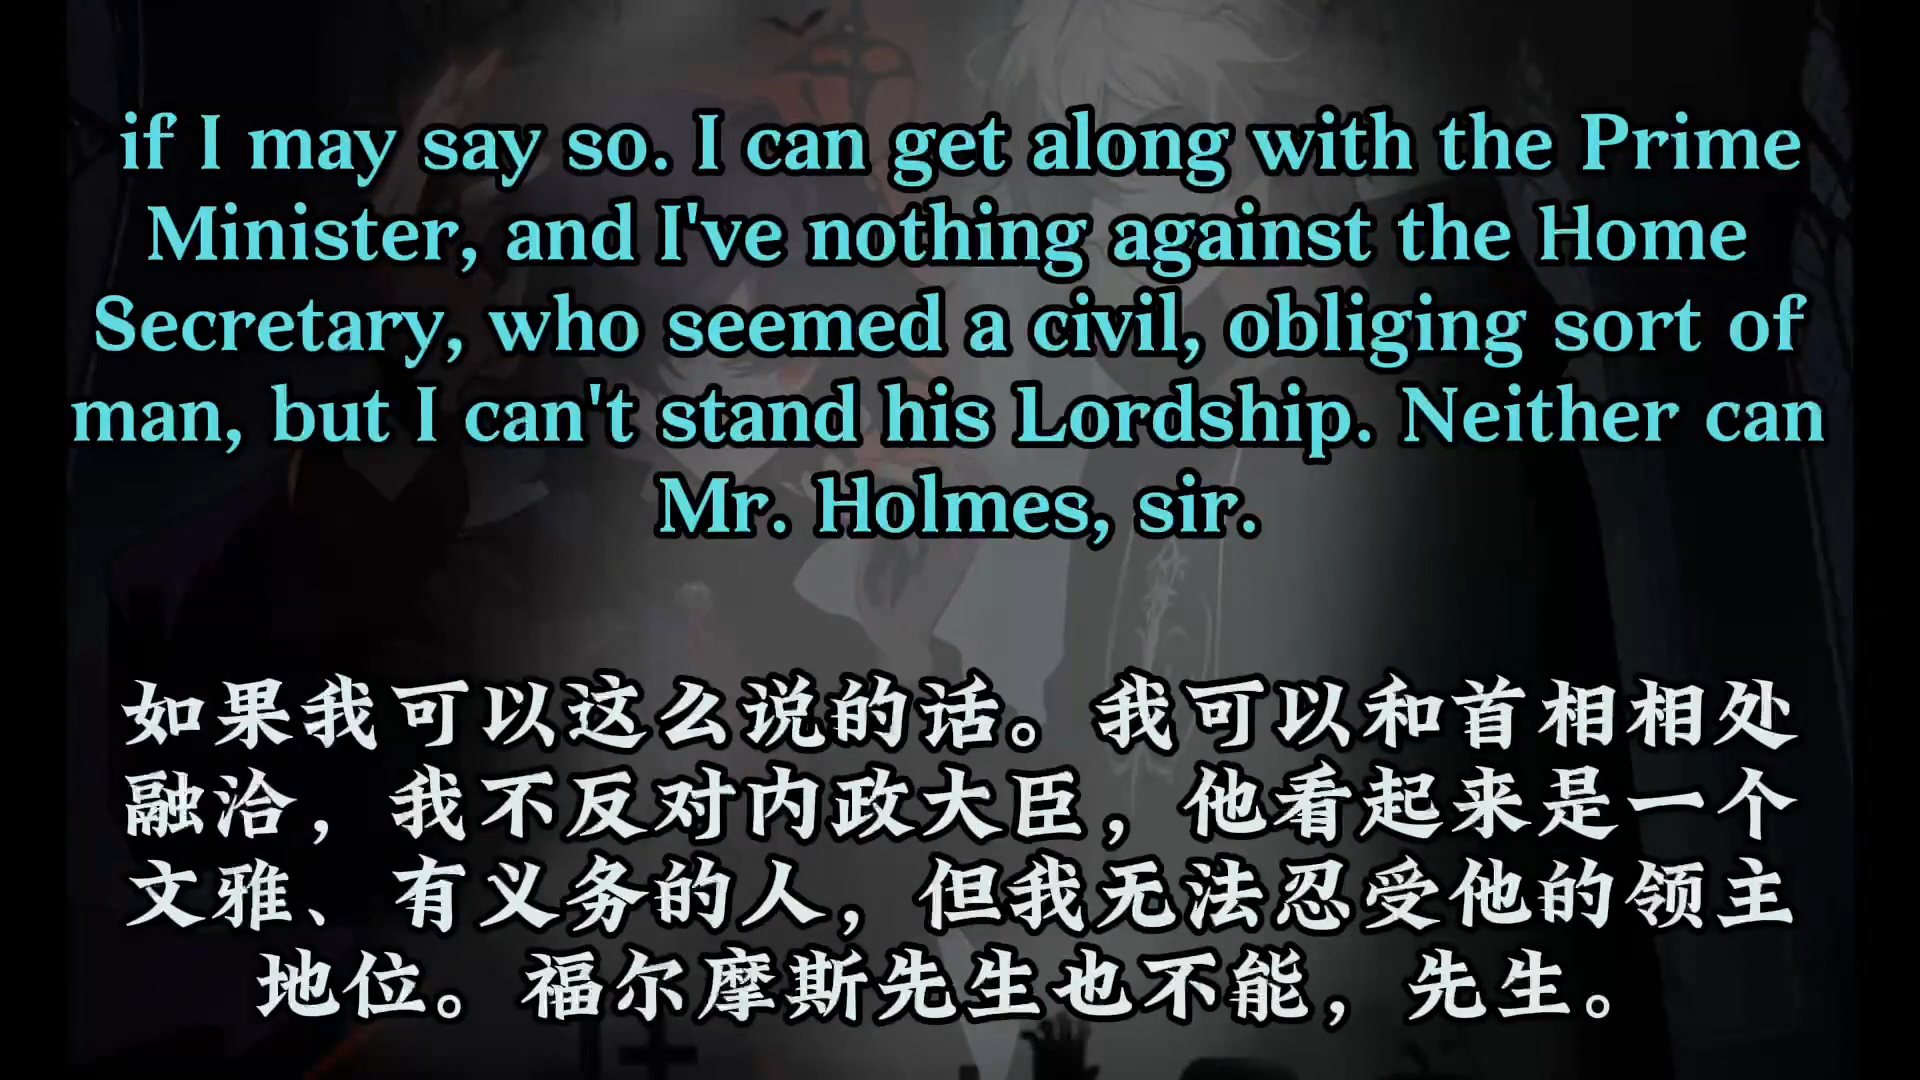 if I may say so. I can get along with the Prime
Minister, and I've nothing against the Home
Secretary, who seemed a civil, obliging sort of
man, but I can't stand his Lordship. Neither can
Mr. Holmes, sir.
如果我可以这么说的话。我可以和首相相处
融洽，我不反对内政大臣，他看起来是一个
文雅、有义务的人，但我无法忍受他的领主
地位。福尔摩斯先生也不能，先生。